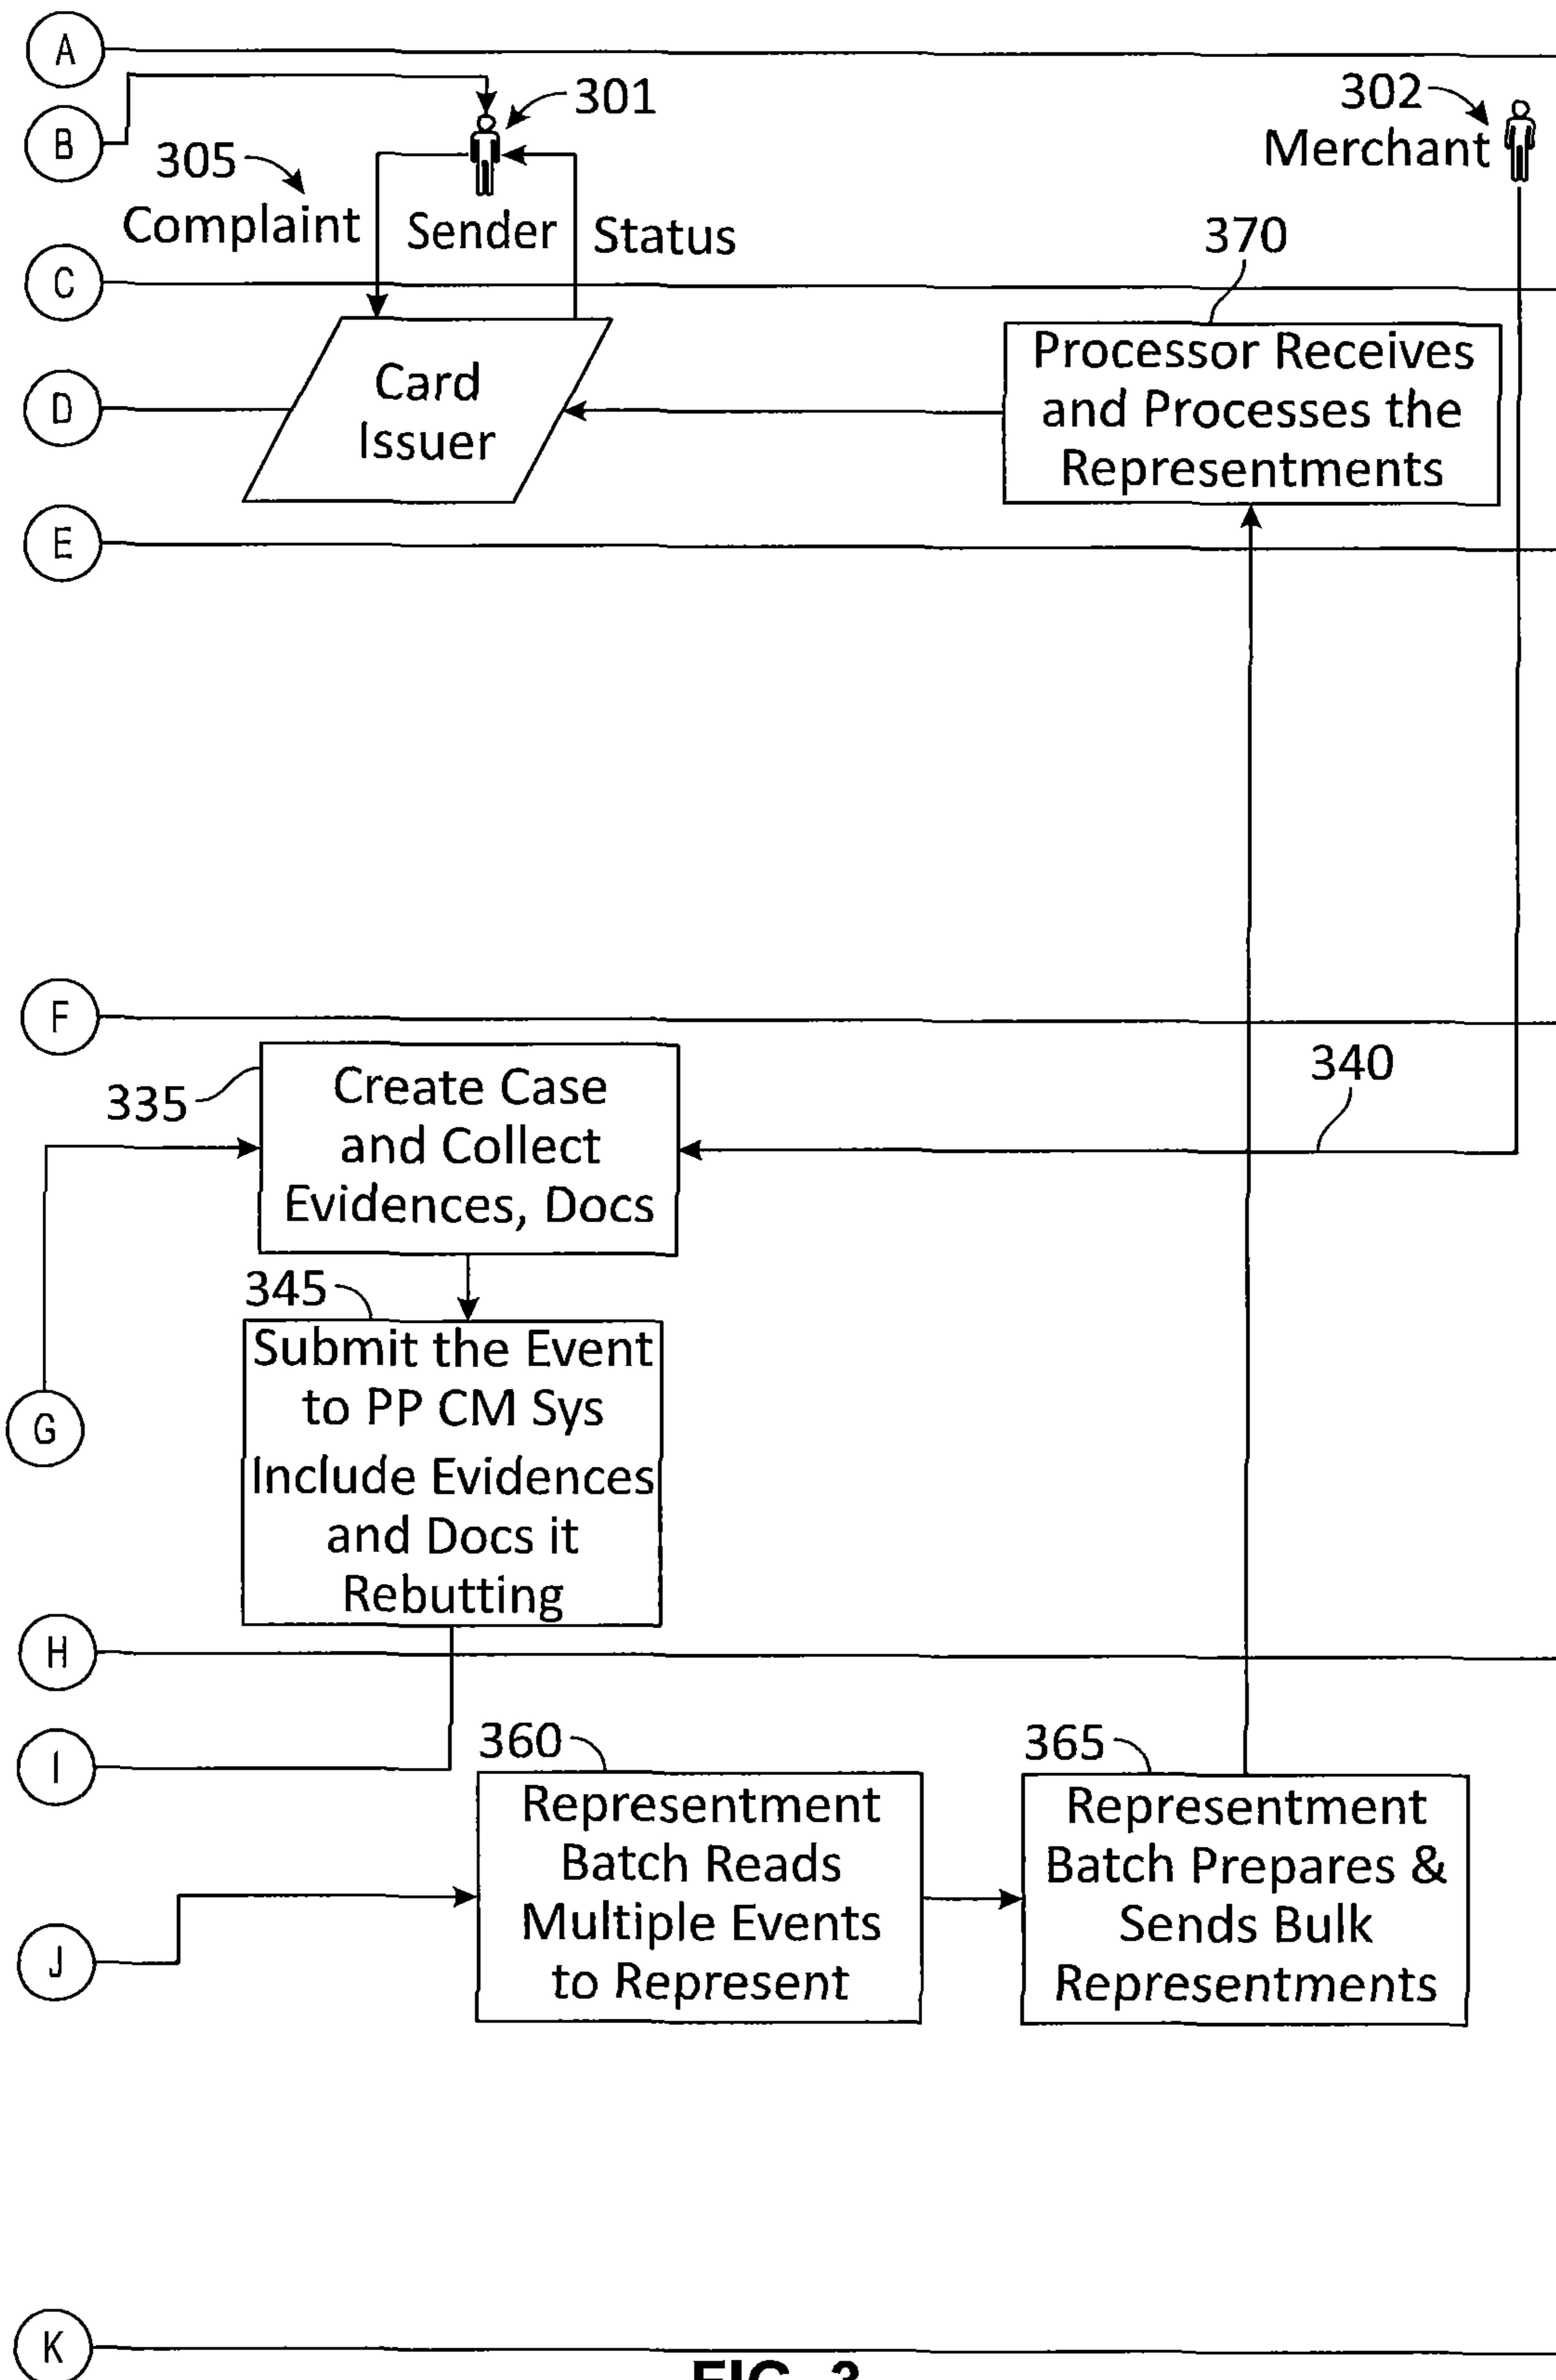 A
B
301
305
Complaint
Sender
Status
302
Merchant
C
370
Processor Receives
and Processes the
Representments
D
Card
Issuer
E
F
335
Create Case
and Collect
Evidences, Docs
340
345
Submit the Event
to PP CM Sys
Include Evidences
and Docs it
Rebutting
G
H
I
360
Representment
Batch Reads
Multiple Events
to Represent
365
Representment
Batch Prepares &
Sends Bulk
Representments
J
K
FIG. 3